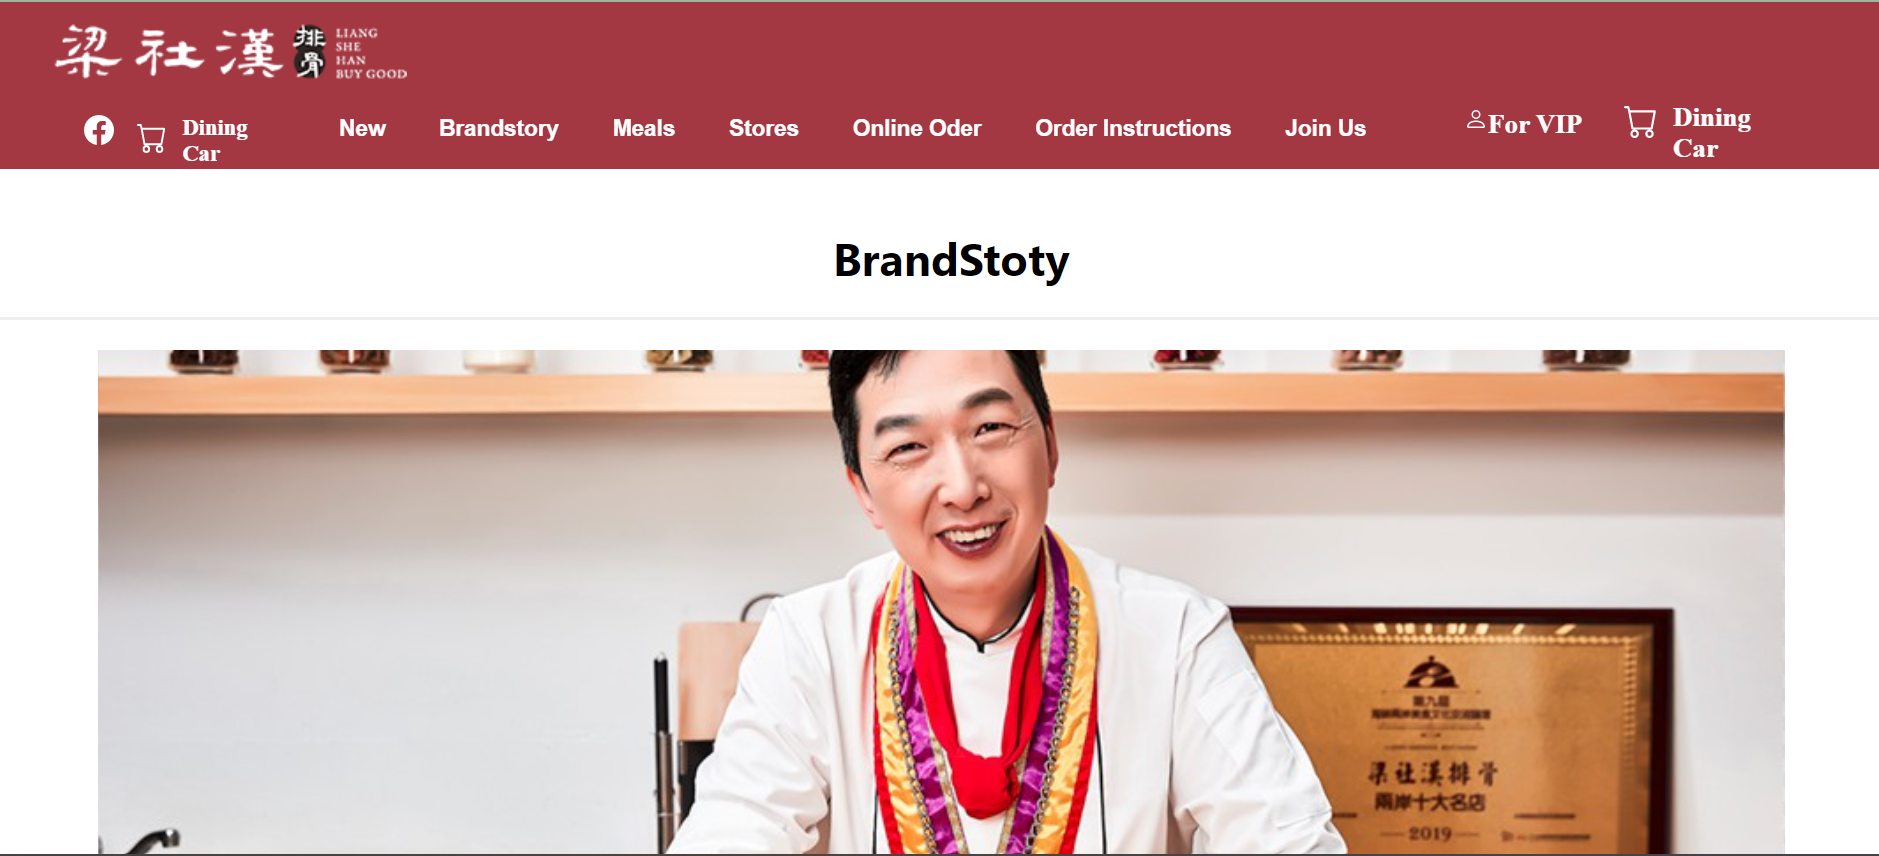 梁社漢 排骨
LIANG
SHE
HAN
BUY GOOD
Dining
Car
New
Brandstory
Meals
Stores
Online Oder
Order Instructions
Join Us
For VIP
Dining
Car
BrandStoty
第九屆
梁社漢排骨
兩岸十大名店
2019